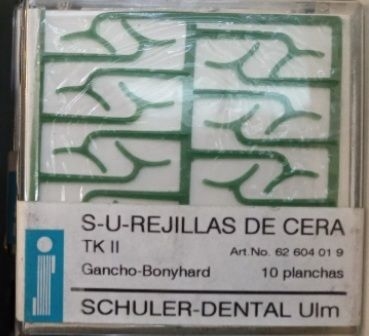 S-U-REJILLAS DE CERA
TK II Art.No. 62 604 01 9
Gancho-Bonyhard 10 planchas
SCHULER-DENTAL Ulm